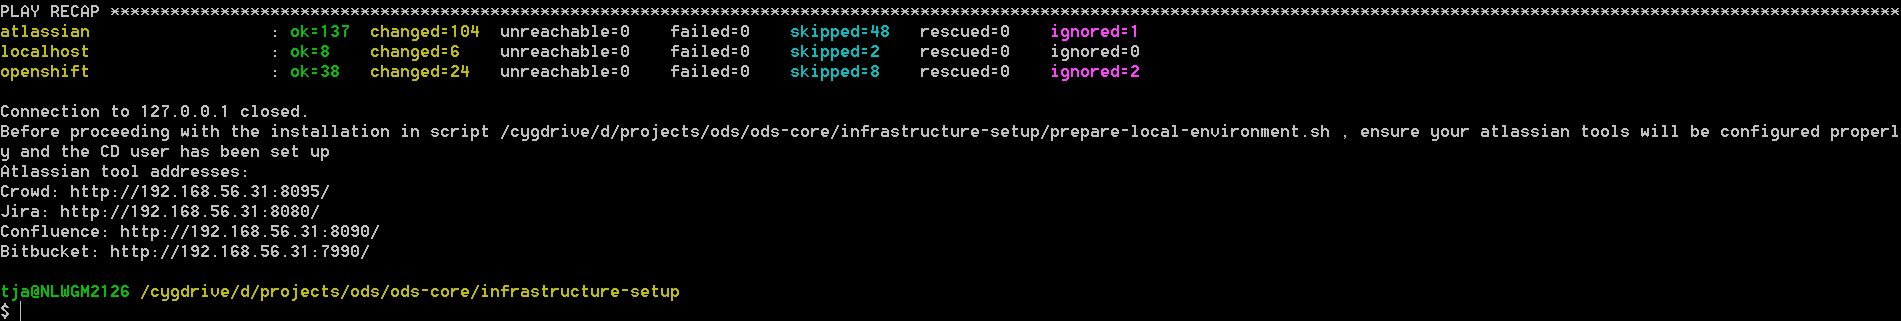 PLAY RECAP ***********************************************************************************************************************************************************************************
atlassian                  : ok=137  changed=104  unreachable=0    failed=0    skipped=48   rescued=0    ignored=1
localhost                  : ok=8    changed=6    unreachable=0    failed=0    skipped=2    rescued=0    ignored=0
openshift                  : ok=38   changed=24   unreachable=0    failed=0    skipped=8    rescued=0    ignored=2
Connection to 127.0.0.1 closed.
Before proceeding with the installation in script /cygdrive/d/projects/ods/ods-core/infrastructure-setup/prepare-local-environment.sh , ensure your atlassian tools will be configured properl
y and the CD user has been set up
Atlassian tool addresses:
Crowd: http://192.168.56.31:8095/
Jira: http://192.168.56.31:8080/
Confluence: http://192.168.56.31:8090/
Bitbucket: http://192.168.56.31:7990/
tja@NLWGM2126 /cygdrive/d/projects/ods/ods-core/infrastructure-setup
$